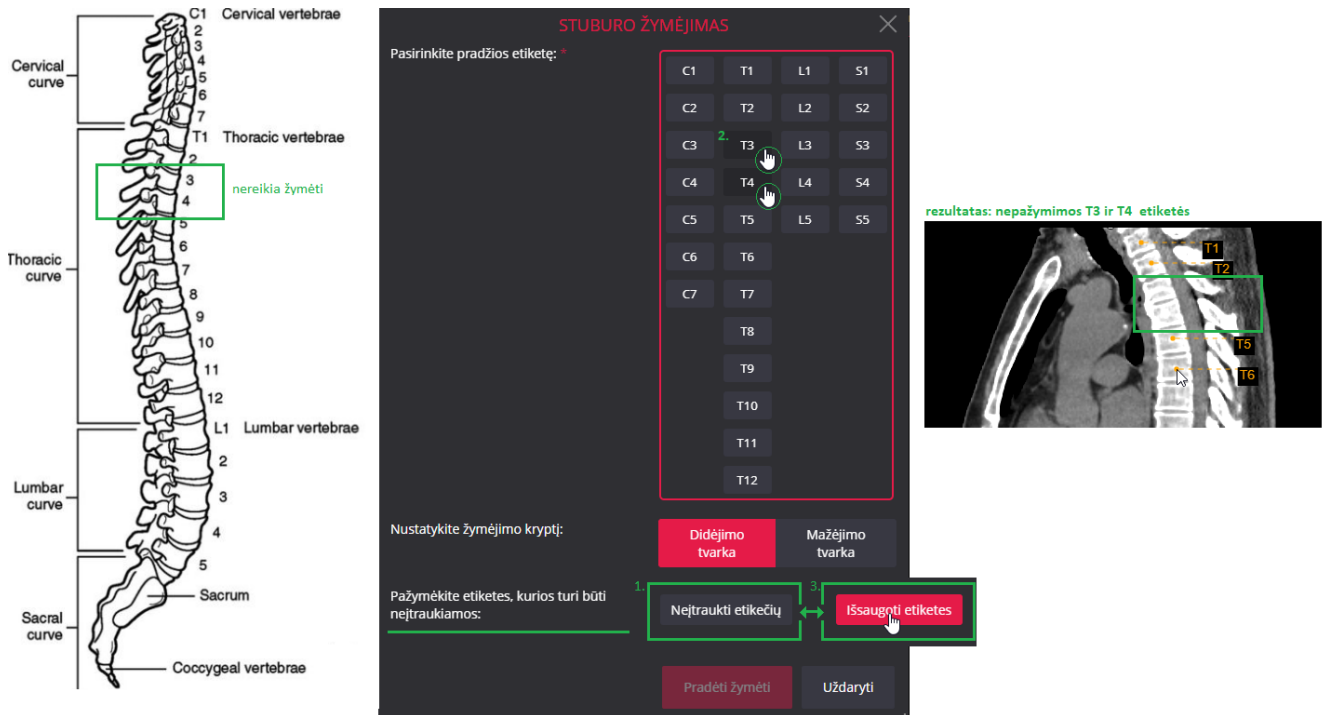 C1 Cervical vertebrae
2
3
4
5
6
7
Cervical
curve
T1 Thoracic vertebrae
2
3
4
5
6
7
8
9
10
11
12
Thoracic
curve
nereikia žymėti
L1 Lumbar vertebrae
2
3
4
5
Lumbar
curve
Sacrum
Sacral
curve
Coccygeal vertebrae
STUBURO ŽYMĖJIMAS
Pasirinkite pradžios etiketę: *
C1 T1 L1 S1
C2 T2 L2 S2
C3 2. T3 L3 S3
C4 T4 L4 S4
C5 T5 L5 S5
C6 T6
C7 T7
T8
T9
T10
T11
T12
Nustatykite žymėjimo kryptį:
Didėjimo
tvarka
Mažėjimo
tvarka
Pažymėkite etiketes, kurios turi būti
neįtraukiamos:
1. Neįtraukti etikečių
3. Išsaugoti etiketes
Pradėti žymėti Uždaryti
rezultatas: nepažymimos T3 ir T4 etiketės
T1
T2
T5
T6